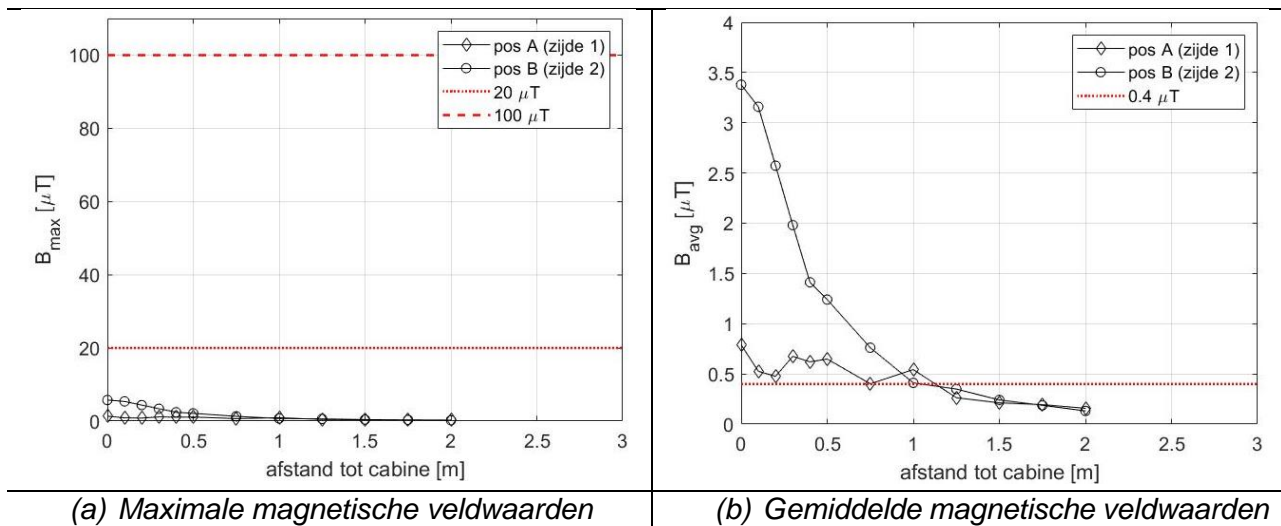 100
80
60
40
20
0
B_max [μT]
0 0.5 1 1.5 2 2.5 3
afstand tot cabine [m]
pos A (zijde 1)
pos B (zijde 2)
20 μT
100 μT
(a) Maximale magnetische veldwaarden
4
3.5
3
2.5
2
1.5
1
0.5
0
B_avg [μT]
0 0.5 1 1.5 2 2.5 3
afstand tot cabine [m]
pos A (zijde 1)
pos B (zijde 2)
0.4 μT
(b) Gemiddelde magnetische veldwaarden